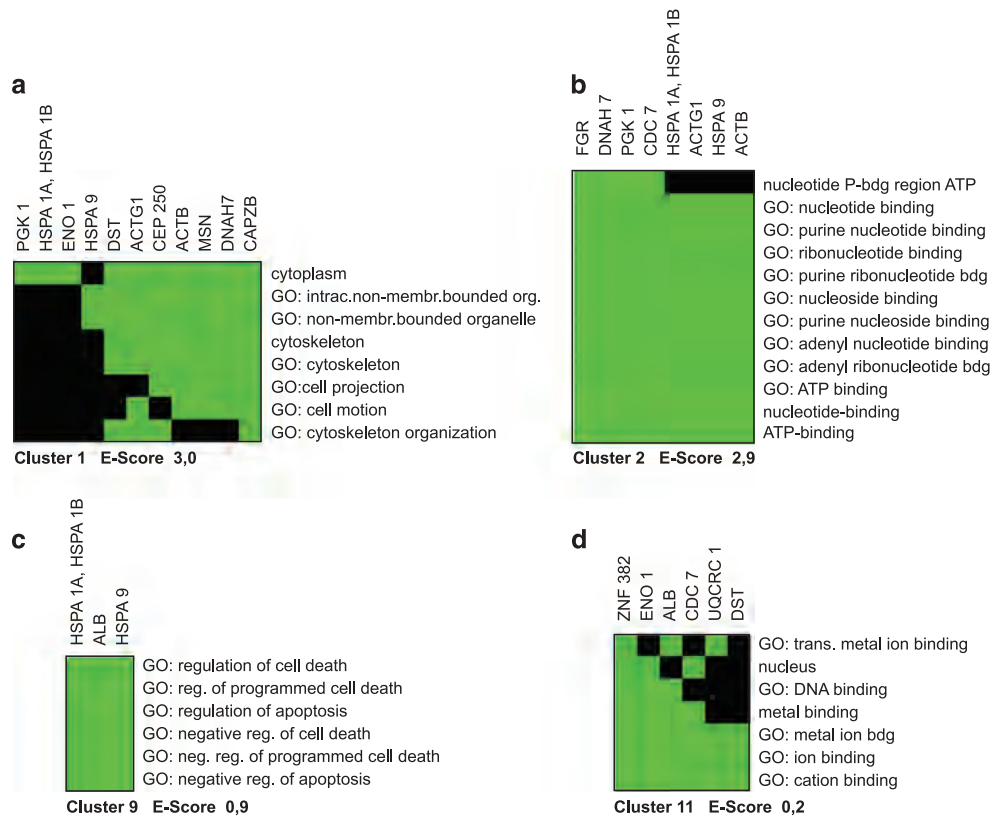 a
PGK 1
HSPA 1A, HSPA 1B
ENO 1
HSPA 9
DST
ACTG1
CEP 250
ACTB
MSN
DNAH7
CAPZB
cytoplasm
GO: intrac.non-membr.bounded org.
GO: non-membr.bounded organelle
cytoskeleton
GO: cytoskeleton
GO:cell projection
GO: cell motion
GO: cytoskeleton organization
Cluster 1 E-Score 3,0
b
FGR
DNAH 7
PGK 1
CDC 7
HSPA 1A, HSPA 1B
ACTG1
HSPA 9
ACTB
nucleotide P-bdg region ATP
GO: nucleotide binding
GO: purine nucleotide binding
GO: ribonucleotide binding
GO: purine ribonucleotide bdg
GO: nucleoside binding
GO: purine nucleoside binding
GO: adenyl nucleotide binding
GO: adenyl ribonucleotide bdg
GO: ATP binding
nucleotide-binding
ATP-binding
Cluster 2 E-Score 2,9
c
HSPA 1A, HSPA 1B
ALB
HSPA 9
GO: regulation of cell death
GO: reg. of programmed cell death
GO: regulation of apoptosis
GO: negative reg. of cell death
GO: neg. reg. of programmed cell death
GO: negative reg. of apoptosis
Cluster 9 E-Score 0,9
d
ZNF 382
ENO 1
ALB
CDC 7
UQCRC 1
DST
GO: trans. metal ion binding
nucleus
GO: DNA binding
metal binding
GO: metal ion bdg
GO: ion binding
GO: cation binding
Cluster 11 E-Score 0,2